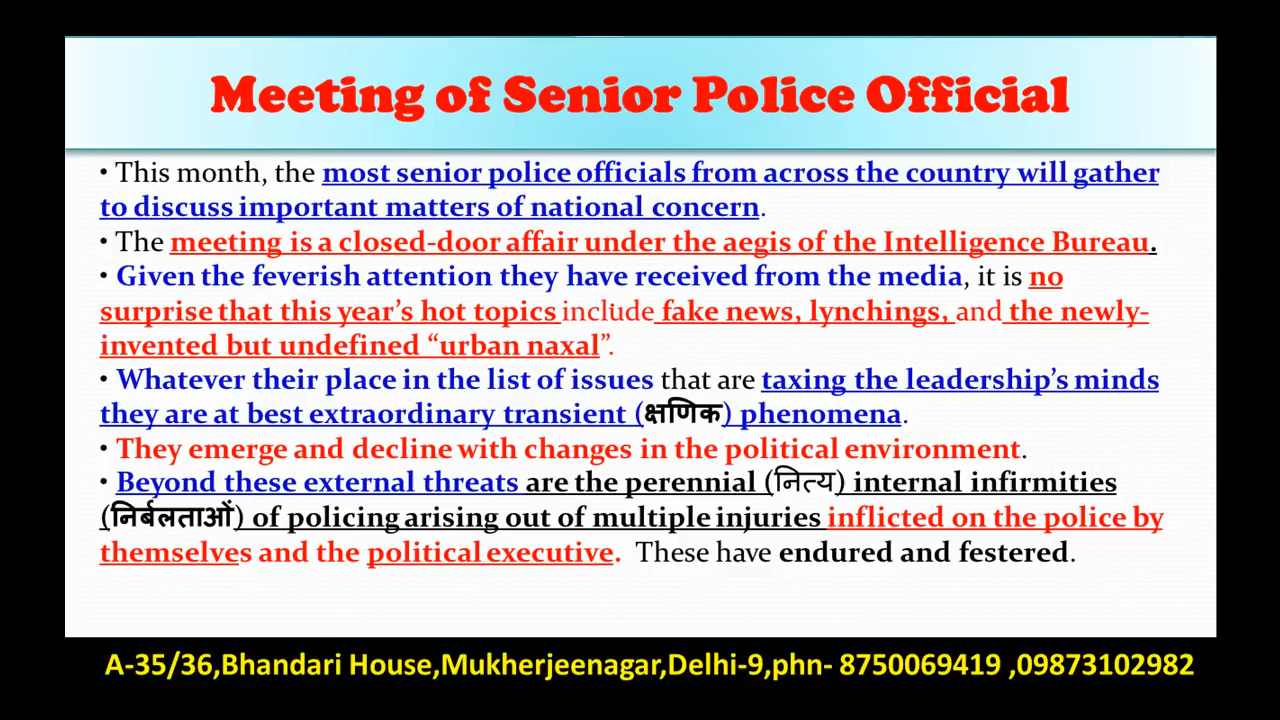 Meeting of Senior Police Official
• This month, the most senior police officials from across the country will gather
to discuss important matters of national concern.
• The meeting is a closed-door affair under the aegis of the Intelligence Bureau.
• Given the feverish attention they have received from the media, it is no
surprise that this year’s hot topics include fake news, lynchings, and the newly-
invented but undefined “urban naxal”.
• Whatever their place in the list of issues that are taxing the leadership’s minds
they are at best extraordinary transient (क्षणिक) phenomena.
• They emerge and decline with changes in the political environment.
• Beyond these external threats are the perennial (नित्य) internal infirmities
(निर्बलताओं) of policing arising out of multiple injuries inflicted on the police by
themselves and the political executive. These have endured and festered.
A-35/36,Bhandari House,Mukherjeenagar,Delhi-9,phn- 8750069419 ,09873102982